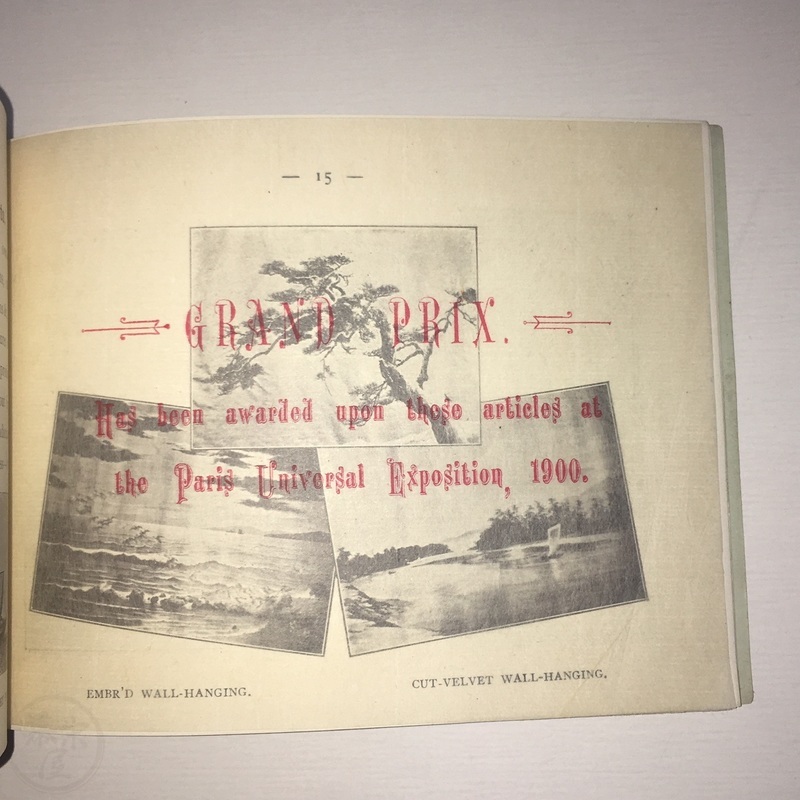 — 15 —
GRAND PRIX.
Has been awarded upon those articles at
the Paris Universal Exposition, 1900.
EMBR'D WALL-HANGING.
CUT-VELVET WALL-HANGING.